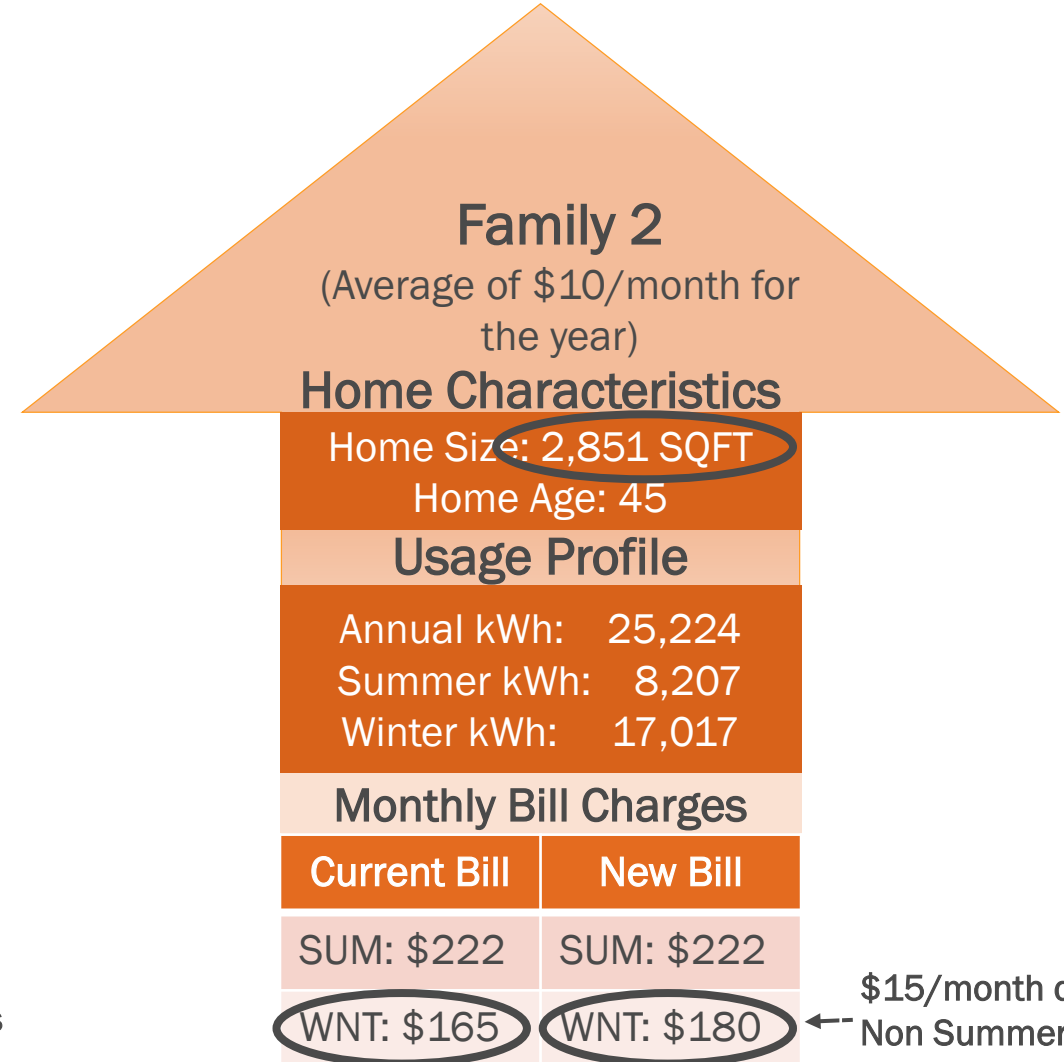 Family 2
(Average of $10/month for
the year)
Home Characteristics
Home Size: 2,851 SQFT
Home Age: 45
Usage Profile
Annual kWh: 25,224
Summer kWh: 8,207
Winter kWh: 17,017
Monthly Bill Charges
Current Bill New Bill
SUM: $222 SUM: $222
WNT: $165 WNT: $180
$15/month
Non Summer